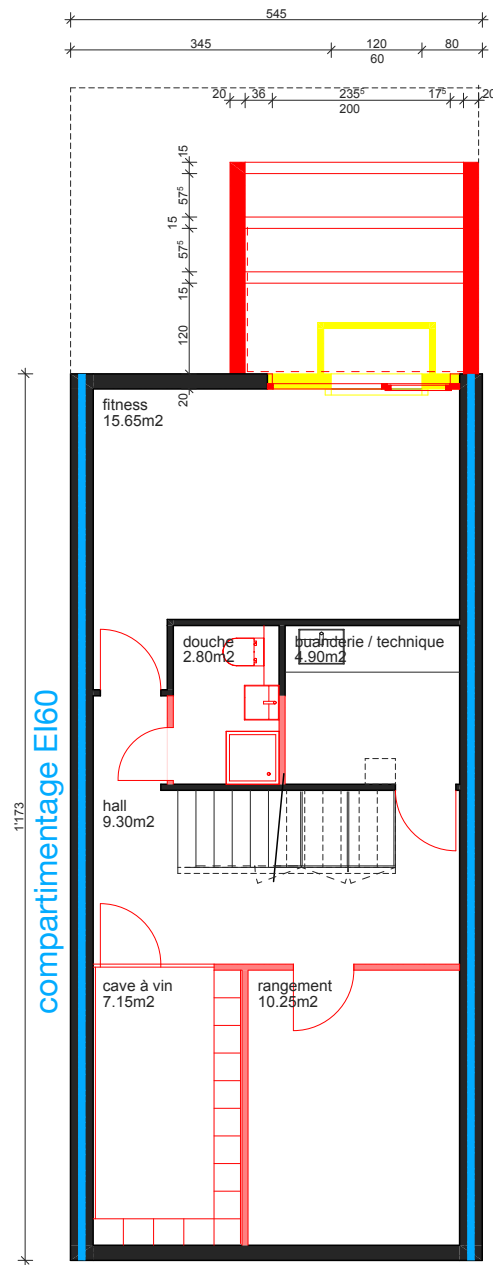 545
345 120 80
60
20 36 235⁵ 17⁵ 20
200
15
57⁵
15
57⁵
15
120
20
fitness
15.65m2
douche
2.80m2
buanderie / technique
4.90m2
compartimentage EI60
1'173
hall
9.30m2
cave à vin
7.15m2
rangement
10.25m2